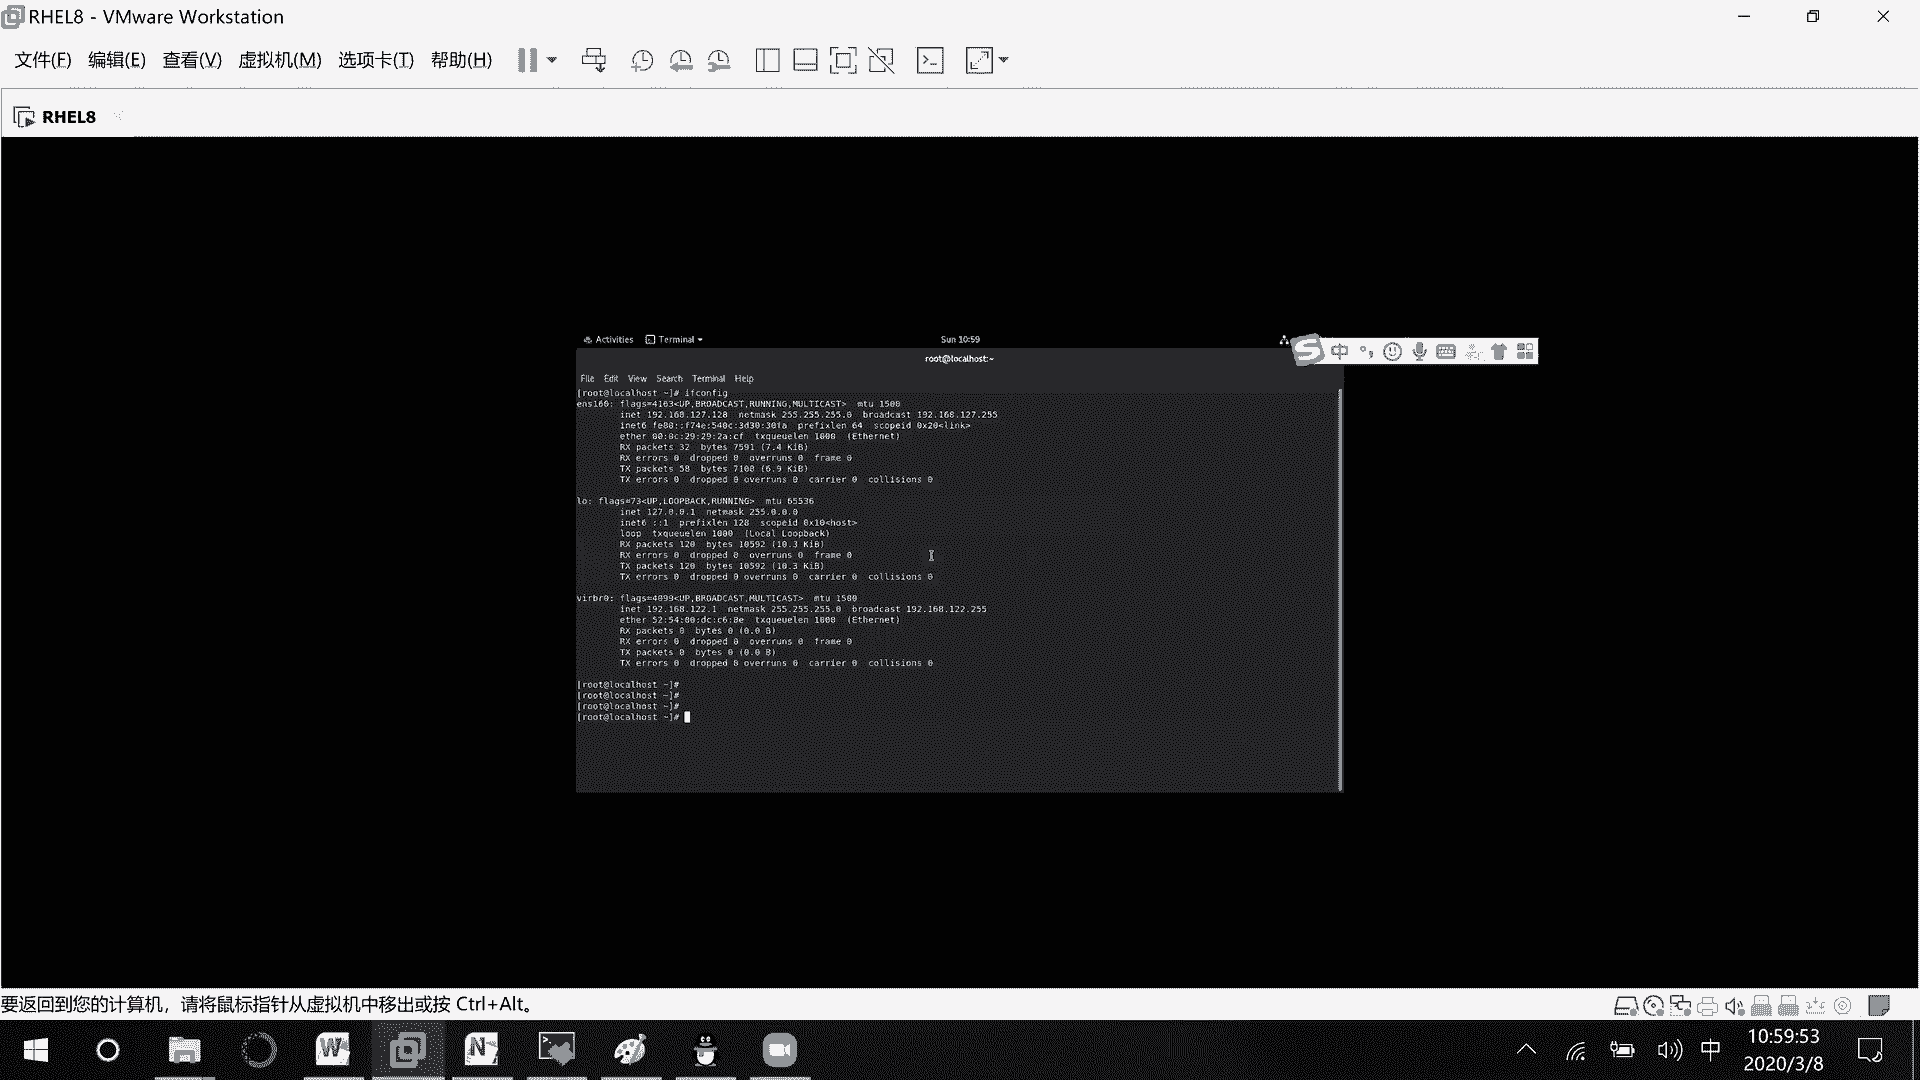 RHEL8 - VMware Workstation
文件(F) 编辑(E) 查看(V) 虚拟机(M) 选项卡(T) 帮助(H)
RHEL8
Activities Terminal Sun 10:59
root@localhost:~
中
File Edit View Search Terminal Help
[root@localhost ~]# ifconfig
ens160: flags=4163<UP,BROADCAST,RUNNING,MULTICAST> mtu 1500
inet 192.168.127.128 netmask 255.255.255.0 broadcast 192.168.127.255
inet6 prefixlen 64 scopeid 0x20<link>
ether 00:0c:29:29:2a:cf txqueuelen 1000 (Ethernet)
RX packets 32 bytes 7591 (7.4 KiB)
RX errors 0 dropped 0 overruns 0 frame 0
TX packets 58 bytes 7100 (6.9 KiB)
TX errors 0 dropped 0 overruns 0 carrier 0 collisions 0
lo: flags=73<UP,LOOPBACK,RUNNING> mtu 65536
inet 127.0.0.1 netmask 255.0.0.0
inet6 ::1 prefixlen 128 scopeid 0x10<host>
loop txqueuelen 1000 (Local Loopback)
RX packets 120 bytes 10592 (10.3 KiB)
RX errors 0 dropped 0 overruns 0 frame 0
TX packets 120 bytes 10592 (10.3 KiB)
TX errors 0 dropped 0 overruns 0 carrier 0 collisions 0
virbr0: flags=4099<UP,BROADCAST,MULTICAST> mtu 1500
inet 192.168.122.1 netmask 255.255.255.0 broadcast 192.168.122.255
ether txqueuelen 1000 (Ethernet)
RX packets 0 bytes 0 (0.0 B)
RX errors 0 dropped 0 overruns 0 frame 0
TX packets 0 bytes 0 (0.0 B)
TX errors 0 dropped 0 overruns 0 carrier 0 collisions 0
[root@localhost ~]#
[root@localhost ~]#
[root@localhost ~]#
[root@localhost ~]#
要返回到您的计算机，请将鼠标指针从虚拟机中移出或按 Ctrl+Alt。
中
10:59:53
2020/3/8